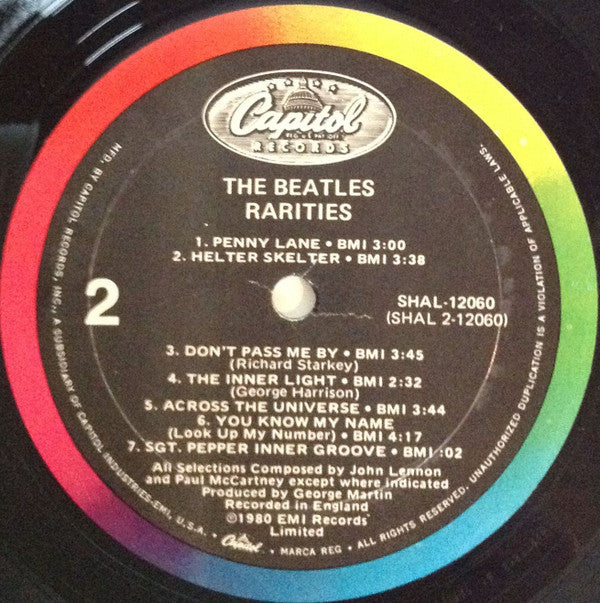 Capitol
REG. U.S. PAT. OFF.
RECORDS
THE BEATLES
RARITIES
1. PENNY LANE • BMI 3:00
2. HELTER SKELTER • BMI 3:38
2
SHAL-12060
(SHAL 2-12060)
3. DON'T PASS ME BY • BMI 3:45
(Richard Starkey)
4. THE INNER LIGHT • BMI 2:32
(George Harrison)
5. ACROSS THE UNIVERSE • BMI 3:44
6. YOU KNOW MY NAME
(Look Up My Number) • BMI 4:17
7. SGT. PEPPER INNER GROOVE • BMI :02
All Selections Composed by John Lennon
and Paul McCartney except where indicated
Produced by George Martin
Recorded in England
℗1980 EMI Records
Limited
MFD. BY CAPITOL RECORDS, INC., A SUBSIDIARY OF CAPITOL INDUSTRIES-EMI, U.S.A. • Capitol • MARCA REG • ALL RIGHTS RESERVED. UNAUTHORIZED DUPLICATION IS A VIOLATION OF APPLICABLE LAWS.